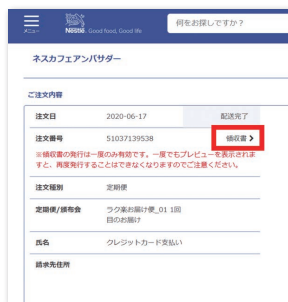 メニュー
Nestlé. Good food, Good life
何をお探しですか？
ネスカフェアンバサダー
ご注文内容
注文日 2020-06-17 配送完了
注文番号 51037139538 領収書 >
※領収書の発行は一度のみ有効です。一度でもプレビューを表示されま
すと、再度発行することはできなくなりますのでご注意ください。
注文種別 定期便
定期便/頒布会 ラク楽お届け便_01 1回
目のお届け
氏名 クレジットカード支払い
請求先住所